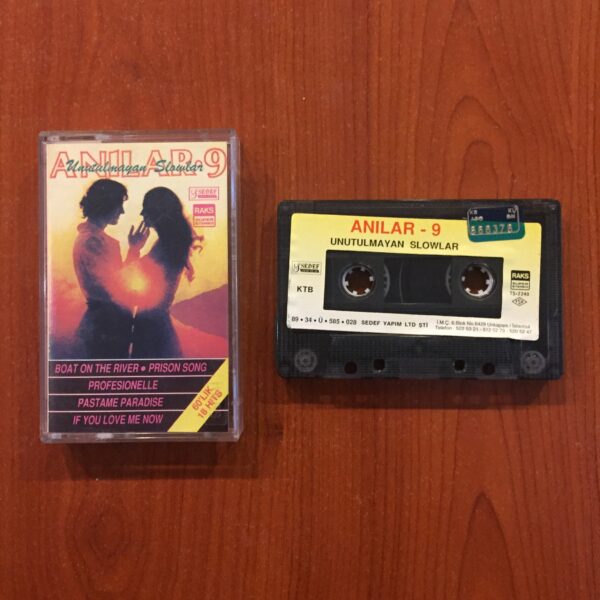 ANILAR-9
Unutulmayan Slowlar
SEDEF
RAKS
BOAT ON THE RIVER • PRISON SONG
PROFESIONELLE
PASTAME PARADISE
IF YOU LOVE ME NOW
60'LIK
18 HITS
ANILAR - 9
UNUTULMAYAN SLOWLAR
SEDEF
KTB
RAKS
89 • 34 • Ü • 585 • 028 SEDEF YAPIM LTD ŞTİ